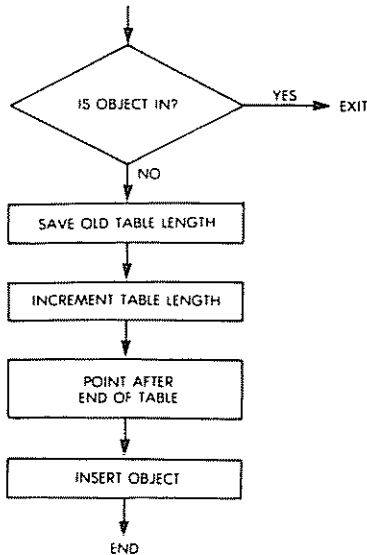 IS OBJECT IN?
YES
EXIT
NO
SAVE OLD TABLE LENGTH
INCREMENT TABLE LENGTH
POINT AFTER
END OF TABLE
INSERT OBJECT
END